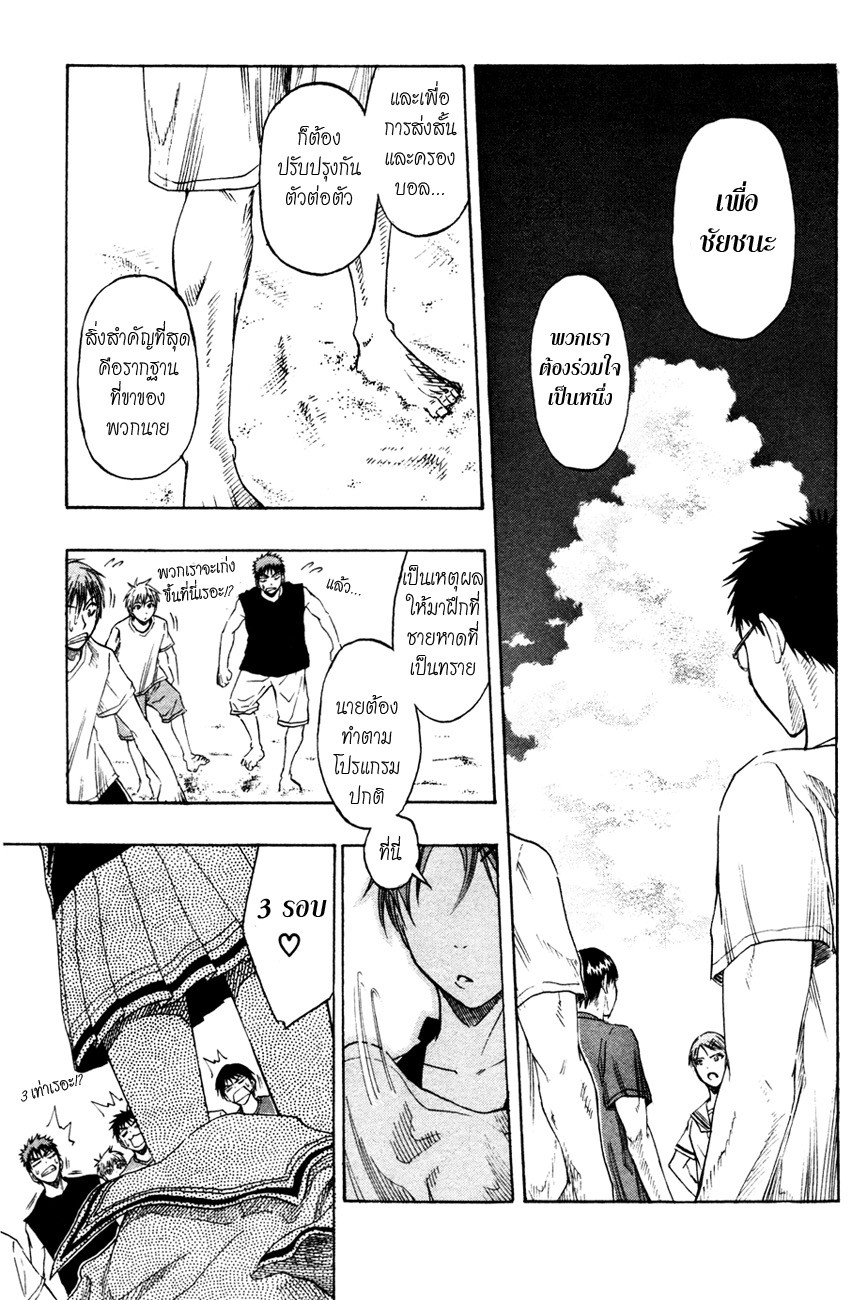 เพื่อ
ชัยชนะ
พวกเรา
ต้องร่วมใจ
เป็นหนึ่ง
และเพื่อ
การส่งสั้น
และครอง
บอล...
ก็ต้อง
ปรับปรุงกัน
ตัวต่อตัว
สิ่งสำคัญที่สุด
คือรากฐาน
ที่ขาของ
พวกนาย
เป็นเหตุผล
ให้มาฝึกที่
ชายหาดที่
เป็นทราย
แล้ว...
พวกเราจะเก่ง
ขึ้นที่นี่เรอะ!?
นายต้อง
ทำตาม
โปรแกรม
ปกติ
ที่นี่
3 รอบ
♡
3 เท่าเรอะ!?